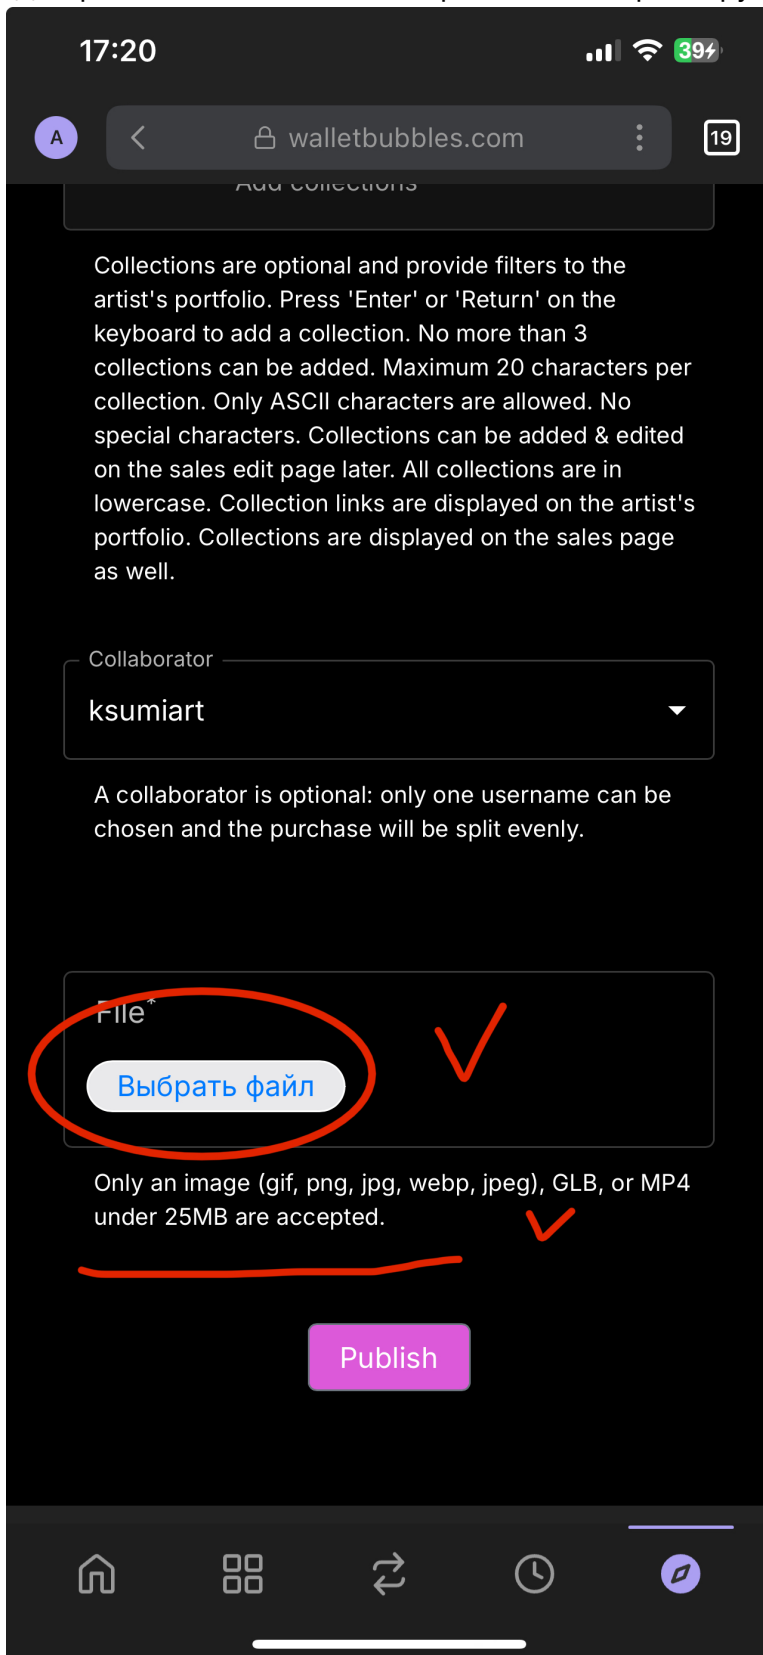 17:20
39
A
walletbubbles.com
19
Add collections
Collections are optional and provide filters to the
artist's portfolio. Press 'Enter' or 'Return' on the
keyboard to add a collection. No more than 3
collections can be added. Maximum 20 characters per
collection. Only ASCII characters are allowed. No
special characters. Collections can be added & edited
on the sales edit page later. All collections are in
lowercase. Collection links are displayed on the artist's
portfolio. Collections are displayed on the sales page
as well.
Collaborator
ksumiart
A collaborator is optional: only one username can be
chosen and the purchase will be split evenly.
File*
Выбрать файл
Only an image (gif, png, jpg, webp, jpeg), GLB, or MP4
under 25MB are accepted.
Publish